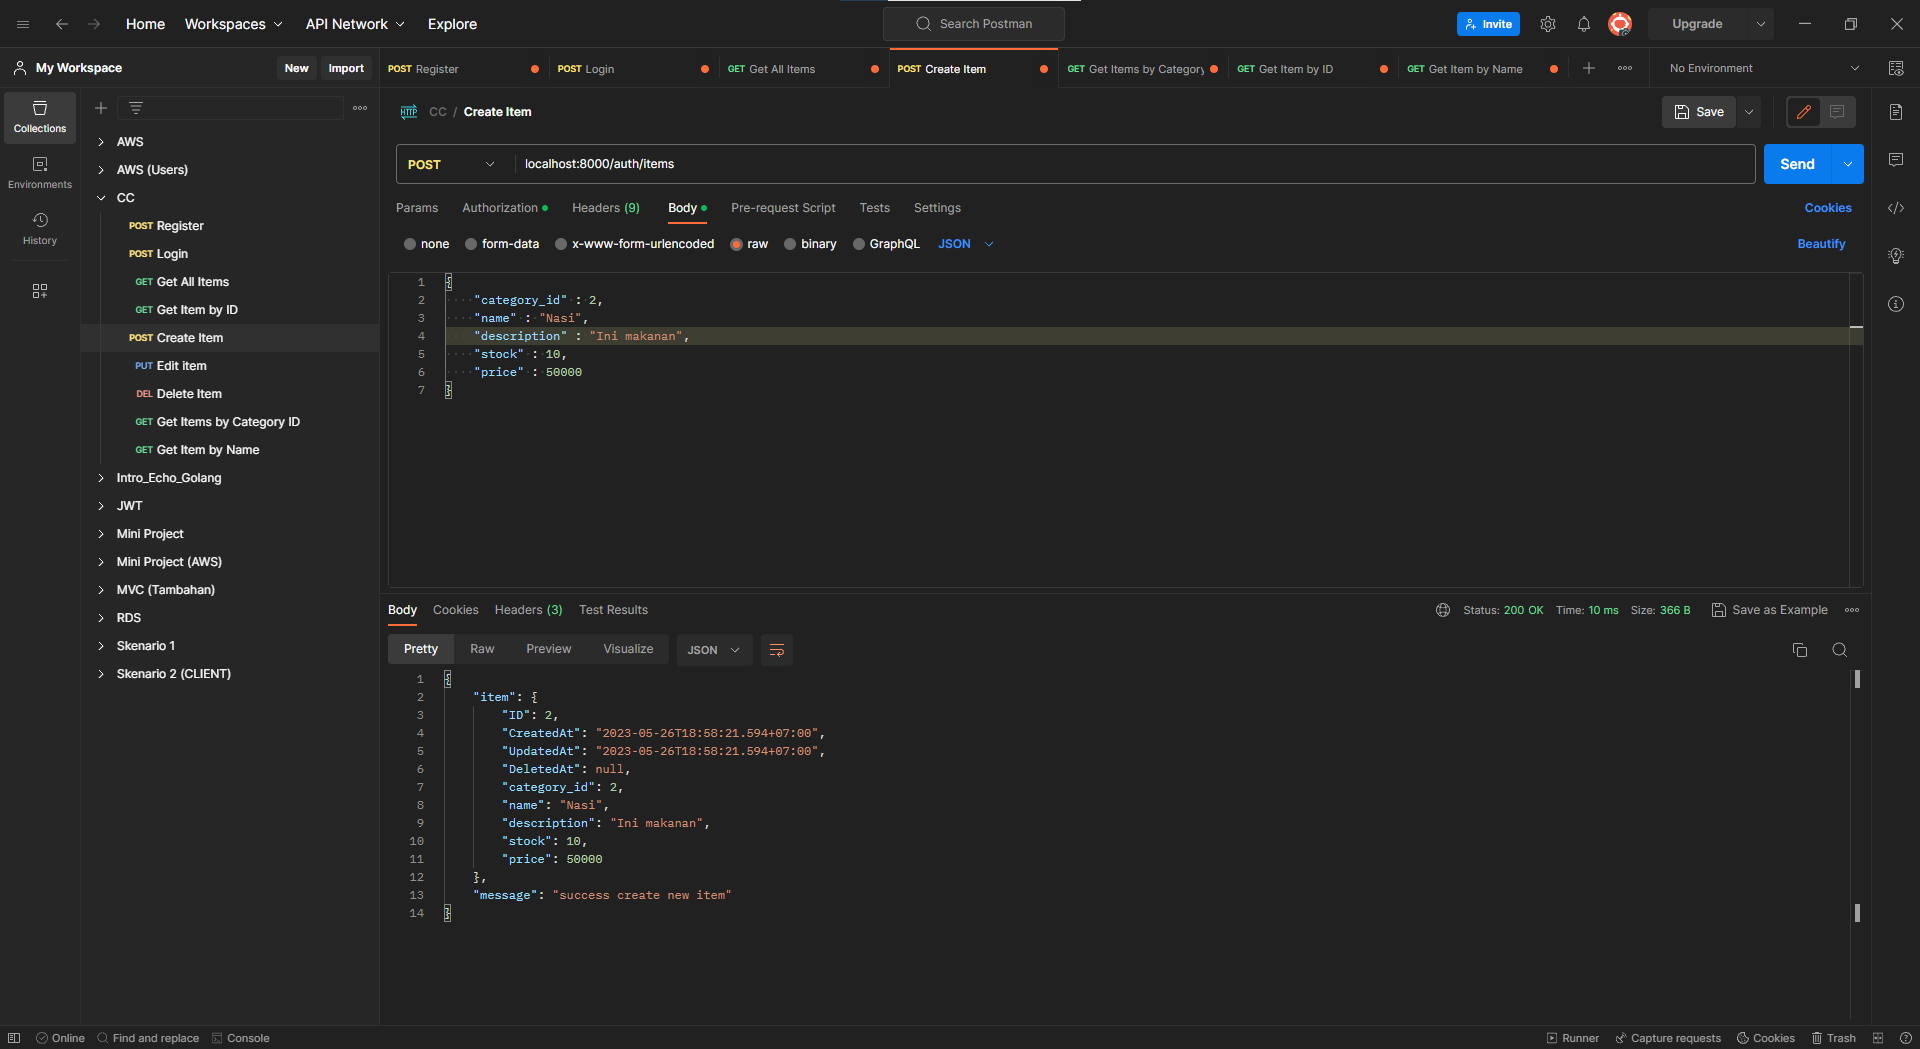 Home Workspaces API Network Explore Search Postman Invite Upgrade
My Workspace New Import POST Register POST Login GET Get All Items POST Create Item GET Get Items by Category GET Get Item by ID GET Get Item by Name No Environment
Collections
Environments
History
AWS
AWS (Users)
CC
POST Register
POST Login
GET Get All Items
GET Get Item by ID
POST Create Item
PUT Edit item
DEL Delete Item
GET Get Items by Category ID
GET Get Item by Name
Intro_Echo_Golang
JWT
Mini Project
Mini Project (AWS)
MVC (Tambahan)
RDS
Skenario 1
Skenario 2 (CLIENT)
HTTP CC / Create Item Save
POST localhost:8000/auth/items Send
Params Authorization Headers (9) Body Pre-request Script Tests Settings Cookies
none form-data x-www-form-urlencoded raw binary GraphQL JSON Beautify
1 {
2 "category_id" : 2,
3 "name" : "Nasi",
4 "description" : "Ini makanan",
5 "stock" : 10,
6 "price" : 50000
7 }
Body Cookies Headers (3) Test Results Status: 200 OK Time: 10 ms Size: 366 B Save as Example
Pretty Raw Preview Visualize JSON
1 {
2 "item": {
3 "ID": 2,
4 "CreatedAt": "2023-05-26T18:58:21.594+07:00",
5 "UpdatedAt": "2023-05-26T18:58:21.594+07:00",
6 "DeletedAt": null,
7 "category_id": 2,
8 "name": "Nasi",
9 "description": "Ini makanan",
10 "stock": 10,
11 "price": 50000
12 },
13 "message": "success create new item"
14 }
Online Find and replace Console Runner Capture requests Cookies Trash